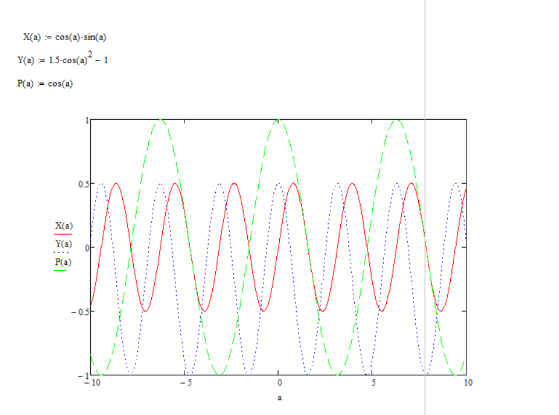 X(a) := cos(a)·sin(a)
Y(a) := 1.5·cos(a)² − 1
P(a) := cos(a)
1
0.5
X(a)
Y(a)
0
P(a)
− 0.5
− 1
− 10 − 5 0 5 10
a